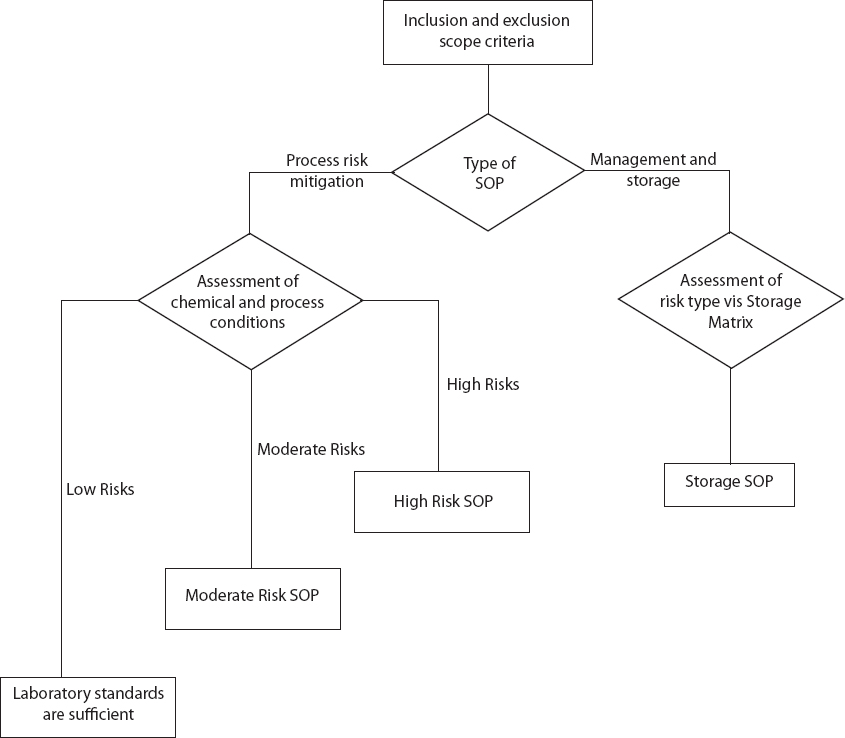 Inclusion and exclusion
scope criteria
Type of
SOP
Process risk
mitigation
Management and
storage
Assessment of
chemical and process
conditions
Assessment of
risk type vis Storage
Matrix
High Risks
Moderate Risks
Low Risks
Storage SOP
High Risk SOP
Moderate Risk SOP
Laboratory standards
are sufficient